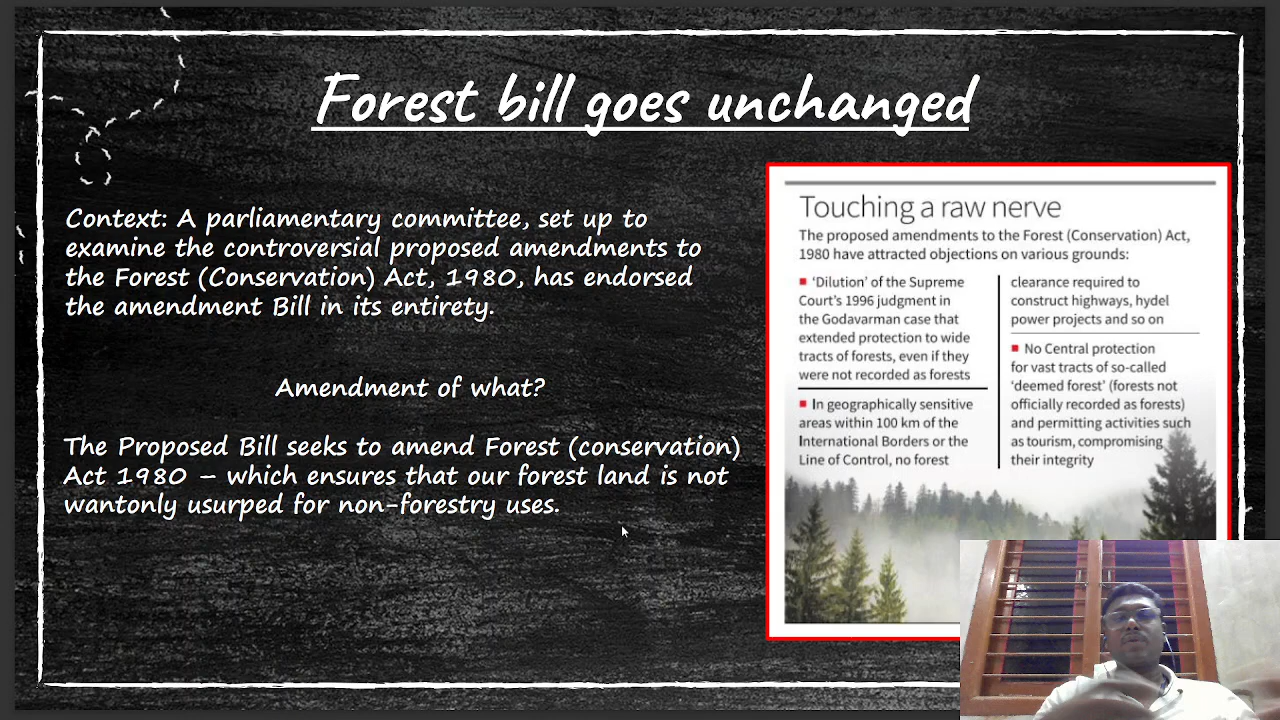 Forest bill goes unchanged
Context: A parliamentary committee, set up to
examine the controversial proposed amendments to
the Forest (Conservation) Act, 1980, has endorsed
the amendment Bill in its entirety.
Amendment of what?
The Proposed Bill seeks to amend Forest (conservation)
Act 1980 – which ensures that our forest land is not
wantonly usurped for non-forestry uses.
Touching a raw nerve
The proposed amendments to the Forest (Conservation) Act,
1980 have attracted objections on various grounds:
■ ‘Dilution’ of the Supreme
Court’s 1996 judgment in
the Godavarman case that
extended protection to wide
tracts of forests, even if they
were not recorded as forests
■ In geographically sensitive
areas within 100 km of the
International Borders or the
Line of Control, no forest
clearance required to
construct highways, hydel
power projects and so on
■ No Central protection
for vast tracts of so-called
‘deemed forest’ (forests not
officially recorded as forests)
and permitting activities such
as tourism, compromising
their integrity